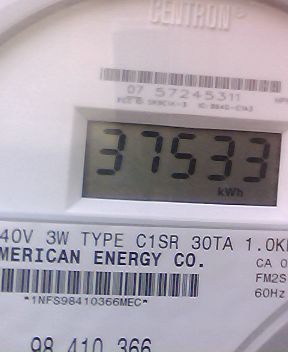 CENTRON®
07 57245311
37533
kWh
40V 3W TYPE C1SR 30TA 1.0K
MERICAN ENERGY CO.
CA 0
FM2S
60Hz
*1NFS98410366MEC*
98 410 366